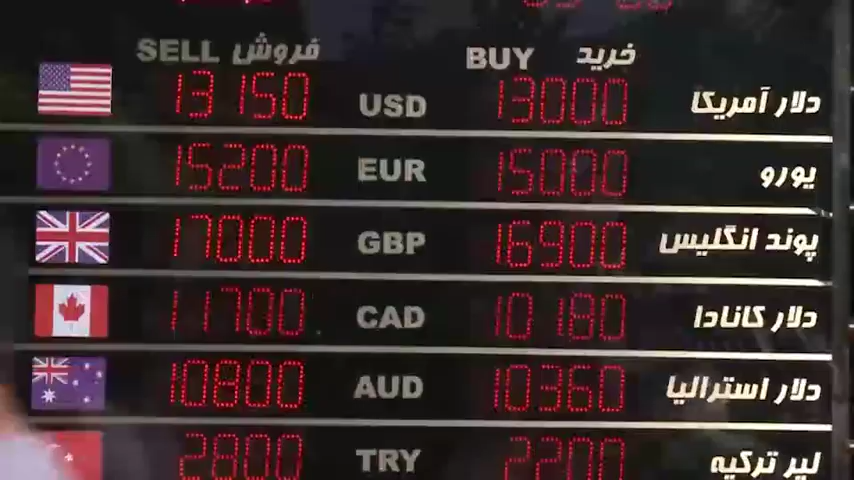 SELL فروش BUY خرید
13150 USD 13000 دلار آمریکا
15200 EUR 15000 یورو
17000 GBP 16900 پوند انگلیس
11700 CAD 10180 دلار کانادا
10800 AUD 10360 دلار استرالیا
2800 TRY 2200 لیر ترکیه